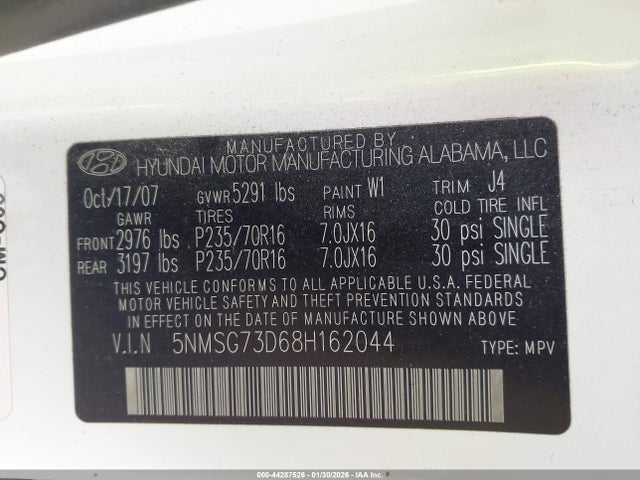 MANUFACTURED BY
HYUNDAI MOTOR MANUFACTURING ALABAMA, LLC
Oct/17/07 GVWR 5291 lbs PAINT W1 TRIM J4
GAWR TIRES RIMS COLD TIRE INFL
FRONT 2976 lbs P235/70R16 7.0JX16 30 psi SINGLE
REAR 3197 lbs P235/70R16 7.0JX16 30 psi SINGLE
THIS VEHICLE CONFORMS TO ALL APPLICABLE U.S.A. FEDERAL
MOTOR VEHICLE SAFETY AND THEFT PREVENTION STANDARDS
IN EFFECT ON THE DATE OF MANUFACTURE SHOWN ABOVE.
V.I.N 5NMSG73D68H162044 TYPE: MPV
000-44287526 - 01/30/2026 - IAAI.COM